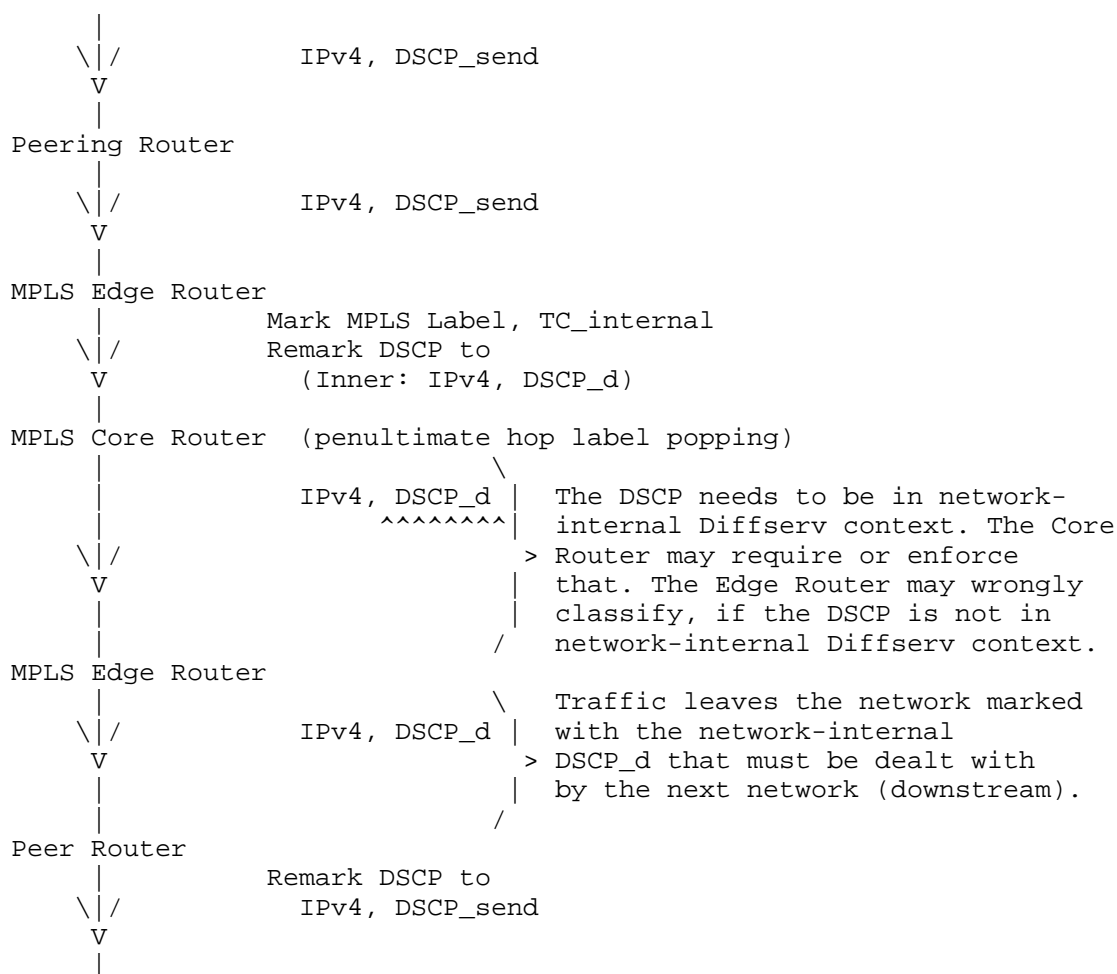 |
\|/ IPv4, DSCP_send
V
|
Peering Router
|
\|/ IPv4, DSCP_send
V
|
MPLS Edge Router
| Mark MPLS Label, TC_internal
\|/ Remark DSCP to
V (Inner: IPv4, DSCP_d)
|
MPLS Core Router (penultimate hop label popping)
| \
| IPv4, DSCP_d | The DSCP needs to be in network-
| ^^^^^^^^| internal Diffserv context. The Core
\|/ > Router may require or enforce
V | that. The Edge Router may wrongly
| | classify, if the DSCP is not in
| / network-internal Diffserv context.
MPLS Edge Router
| \ Traffic leaves the network marked
\|/ IPv4, DSCP_d | with the network-internal
V > DSCP_d that must be dealt with
| | by the next network (downstream).
| /
Peer Router
| Remark DSCP to
\|/ IPv4, DSCP_send
V
|